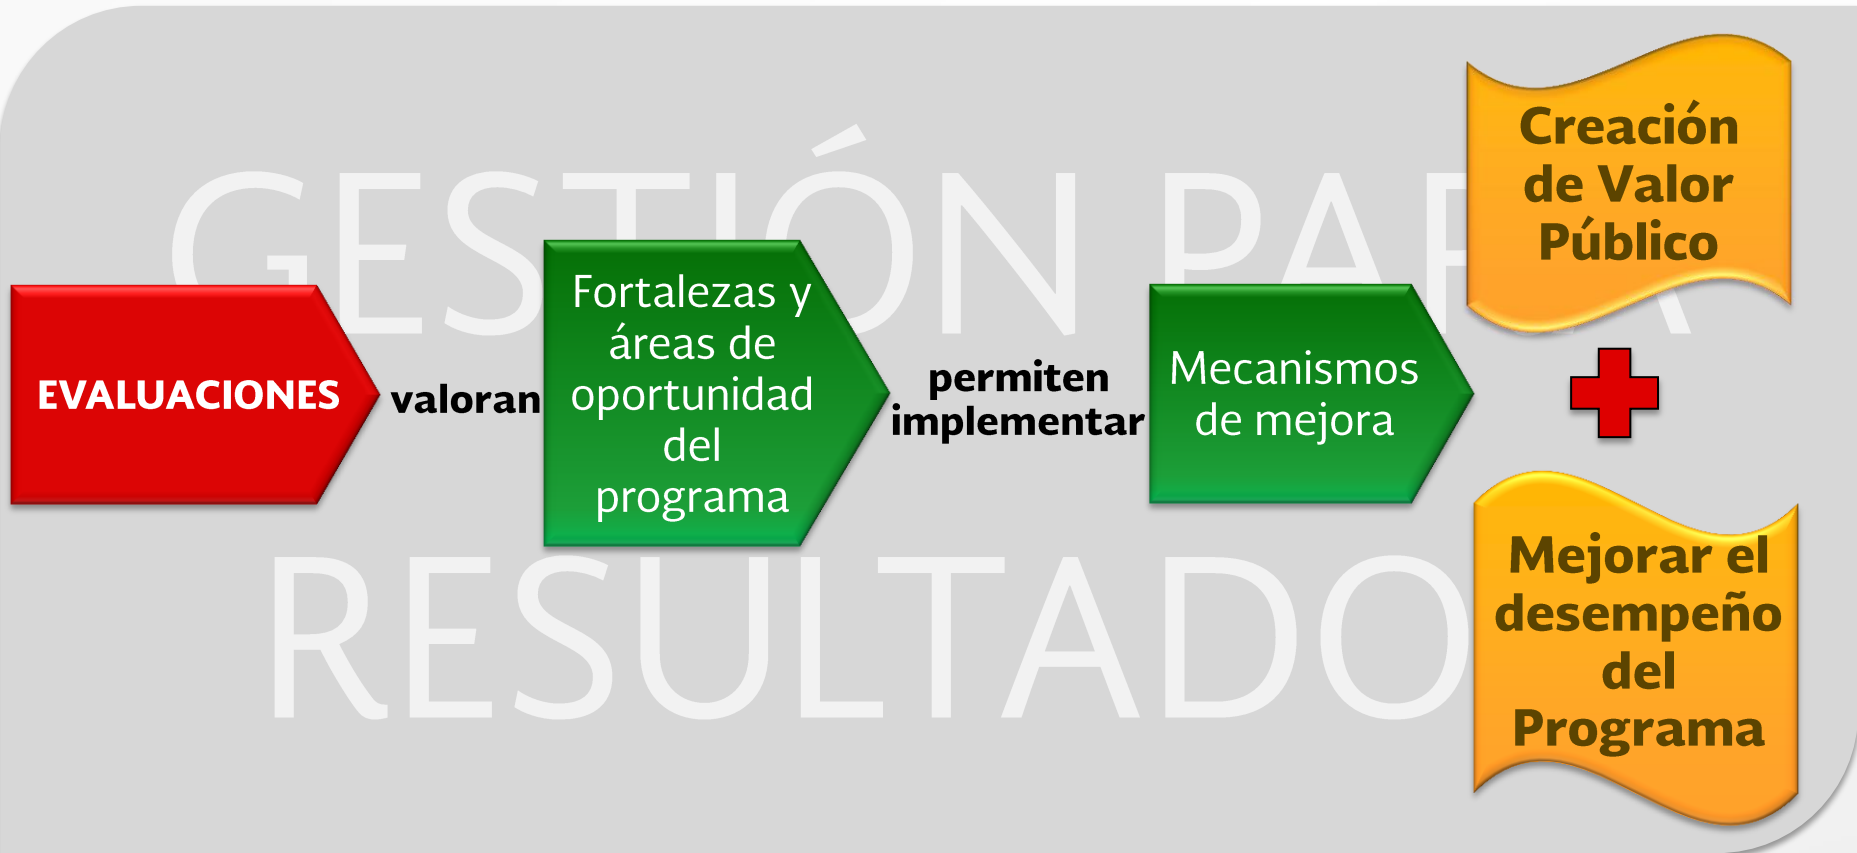 GESTIÓN PARA
RESULTADO
EVALUACIONES
valoran
Fortalezas y
áreas de
oportunidad
del
programa
permiten
implementar
Mecanismos
de mejora
Creación
de Valor
Público
Mejorar el
desempeño
del
Programa